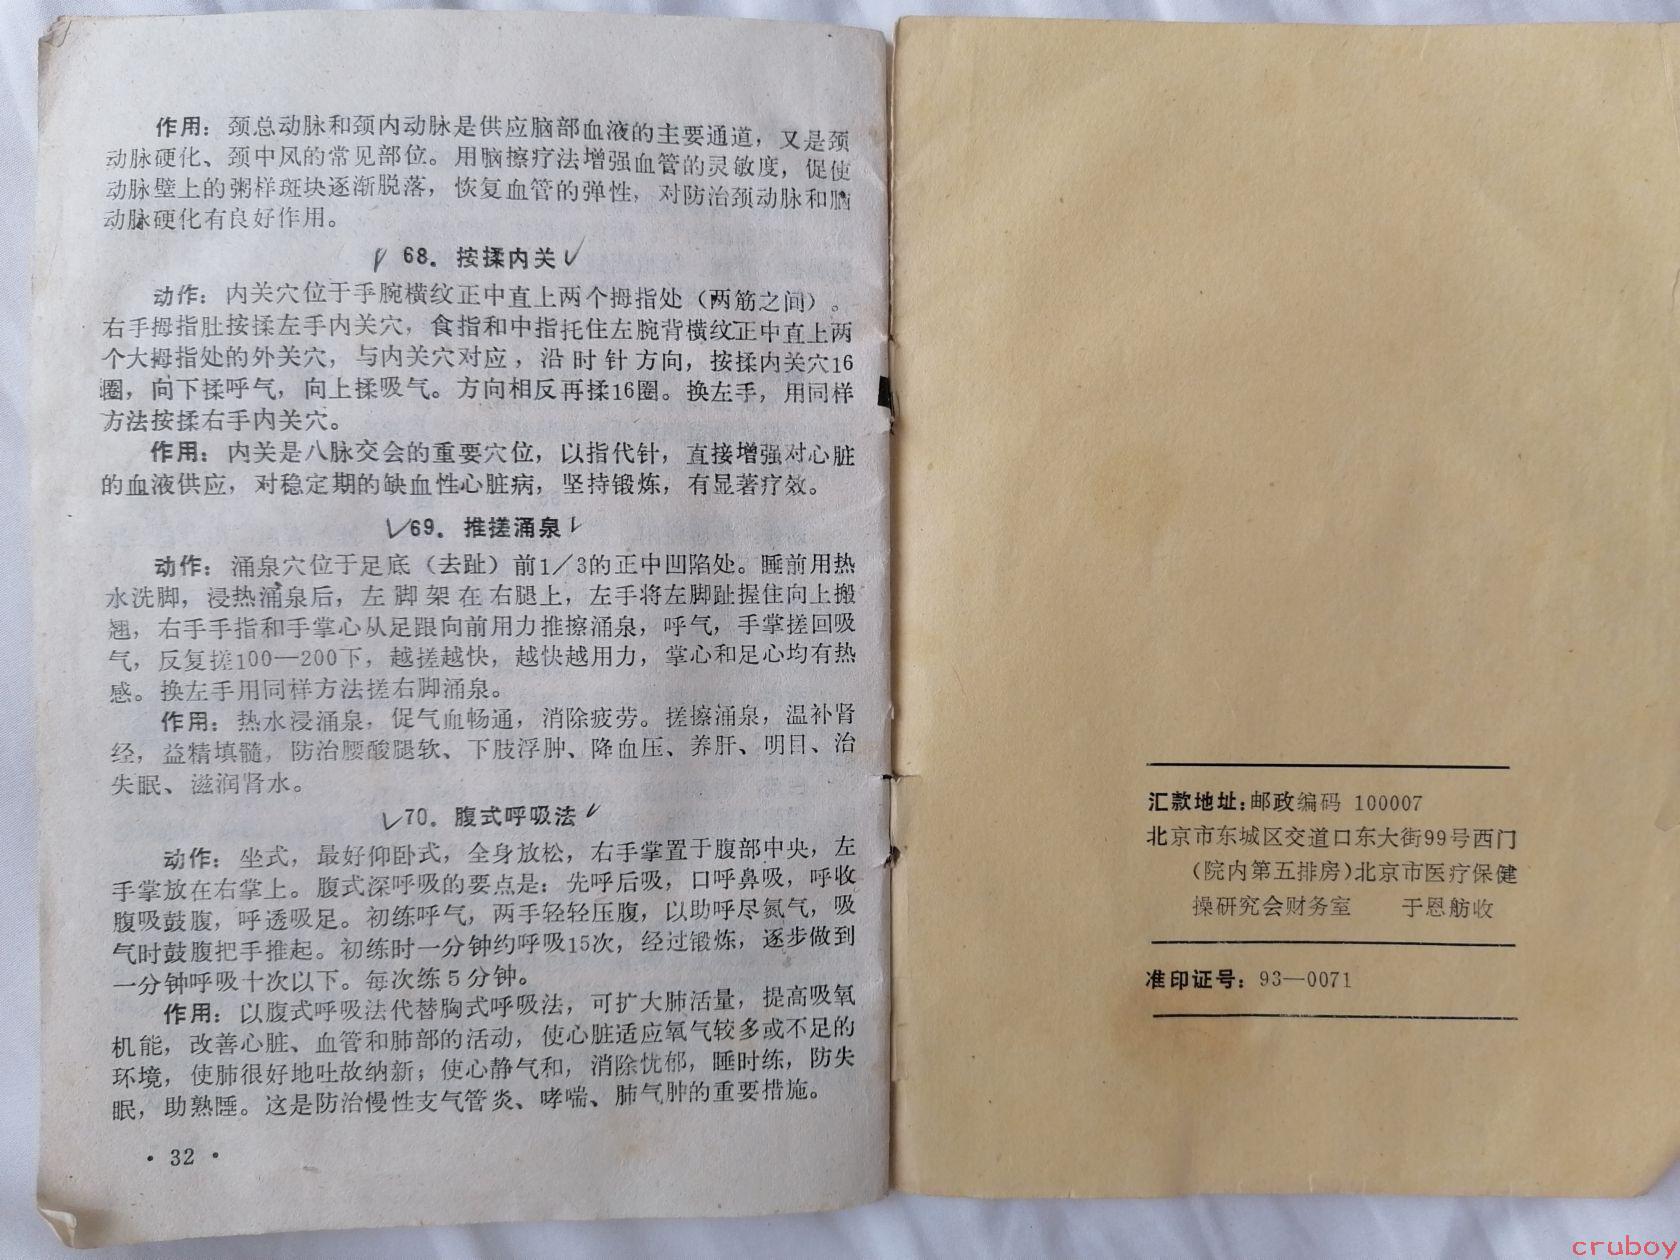 作用：颈总动脉和颈内动脉是供应脑部血液的主要通道，又是颈
动脉硬化、颈中风的常见部位。用脑擦疗法增强血管的灵敏度，促使
动脉壁上的粥样斑块逐渐脱落，恢复血管的弹性，对防治颈动脉和脑
动脉硬化有良好作用。
68．按揉内关
动作：内关穴位于手腕横纹正中直上两个拇指处（两筋之间）。
右手拇指肚按揉左手内关穴，食指和中指托住左腕背横纹正中直上两
个大拇指处的外关穴，与内关穴对应，沿时针方向，按揉内关穴16
圈，向下揉呼气，向上揉吸气。方向相反再揉16圈。换左手，用同样
方法按揉右手内关穴。
作用：内关是八脉交会的重要穴位，以指代针，直接增强对心脏
的血液供应，对稳定期的缺血性心脏病，坚持锻炼，有显著疗效。
69．推搓涌泉
动作：涌泉穴位于足底（去趾）前1/3的正中凹陷处。睡前用热
水洗脚，浸热涌泉后，左脚架在右腿上，左手将左脚趾握住向上搬
翘，右手手指和手掌心从足跟向前用力推擦涌泉，呼气，手掌搓回吸
气，反复搓100—200下，越搓越快，越快越用力，掌心和足心均有热
感。换左手用同样方法搓右脚涌泉。
作用：热水浸涌泉，促气血畅通，消除疲劳。搓擦涌泉，温补肾
经，益精填髓，防治腰酸腿软、下肢浮肿、降血压、养肝、明目、治
失眠、滋润肾水。
70．腹式呼吸法
动作：坐式，最好仰卧式，全身放松，右手掌置于腹部中央，左
手掌放在右掌上。腹式深呼吸的要点是：先呼后吸，口呼鼻吸，呼收
腹吸鼓腹，呼透吸足。初练呼气，两手轻轻压腹，以助呼尽氮气，吸
气时鼓腹把手推起。初练时一分钟约呼吸15次，经过锻炼，逐步做到
一分钟呼吸十次以下。每次练5分钟。
作用：以腹式呼吸法代替胸式呼吸法，可扩大肺活量，提高吸氧
机能，改善心脏、血管和肺部的活动，使心脏适应氧气较多或不足的
环境，使肺很好地吐故纳新；使心静气和，消除忧郁，睡时练，防失
眠，助熟睡。这是防治慢性支气管炎、哮喘、肺气肿的重要措施。
·32·
汇款地址：邮政编码 100007
北京市东城区交道口东大街99号西门
（院内第五排房）北京市医疗保健
操研究会财务室 于恩舫收
准印证号：93—0071
cruboy